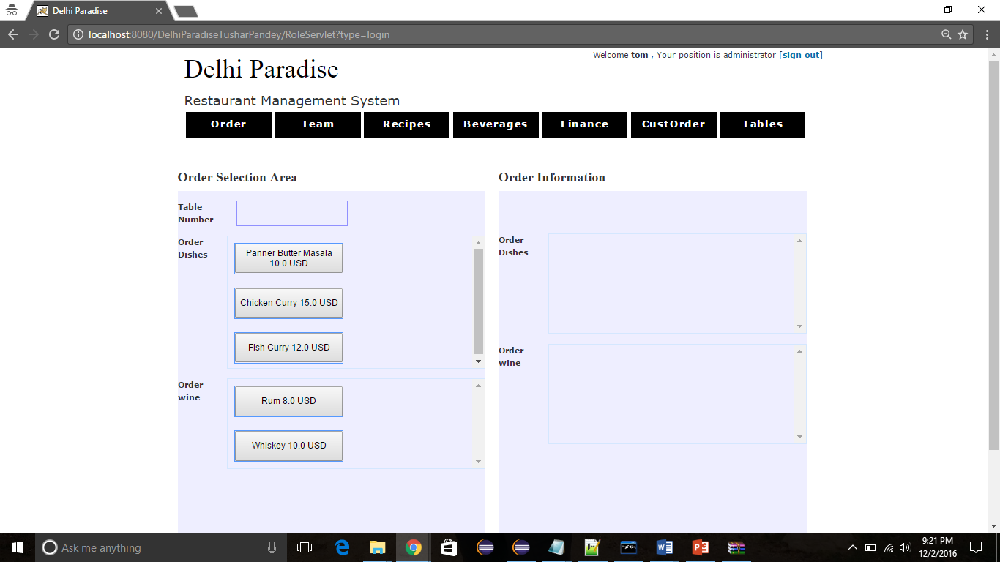 Delhi Paradise
localhost:8080/DelhiParadiseTusharPandey/RoleServlet?type=login
Welcome tom , Your position is administrator [sign out]
Delhi Paradise
Restaurant Management System
Order Team Recipes Beverages Finance CustOrder Tables
Order Selection Area
Table
Number
Order
Dishes
Panner Butter Masala
10.0 USD
Chicken Curry 15.0 USD
Fish Curry 12.0 USD
Order
wine
Rum 8.0 USD
Whiskey 10.0 USD
Order Information
Order
Dishes
Order
wine
Ask me anything
MySQL
W
P
9:21 PM
12/2/2016